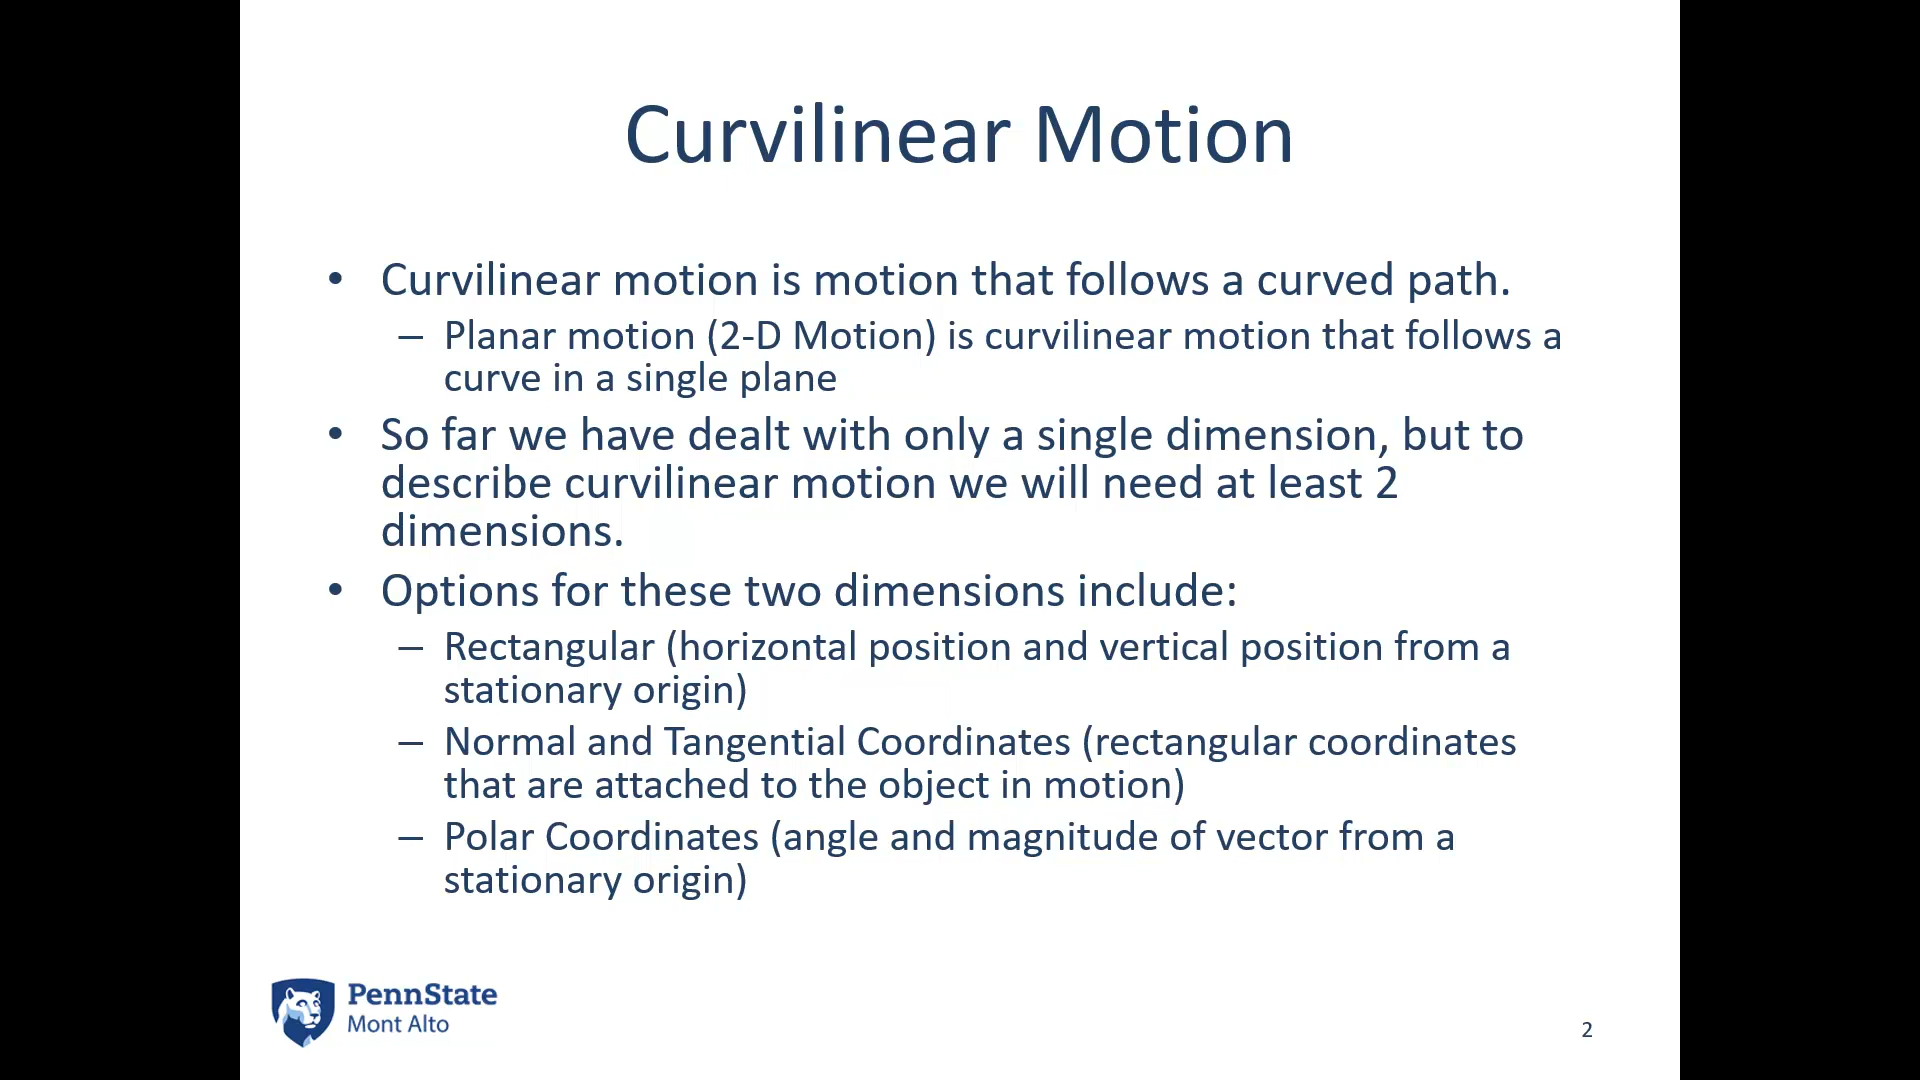 Curvilinear Motion
• Curvilinear motion is motion that follows a curved path.
– Planar motion (2-D Motion) is curvilinear motion that follows a
curve in a single plane
• So far we have dealt with only a single dimension, but to
describe curvilinear motion we will need at least 2
dimensions.
• Options for these two dimensions include:
– Rectangular (horizontal position and vertical position from a
stationary origin)
– Normal and Tangential Coordinates (rectangular coordinates
that are attached to the object in motion)
– Polar Coordinates (angle and magnitude of vector from a
stationary origin)
PennState
Mont Alto
2